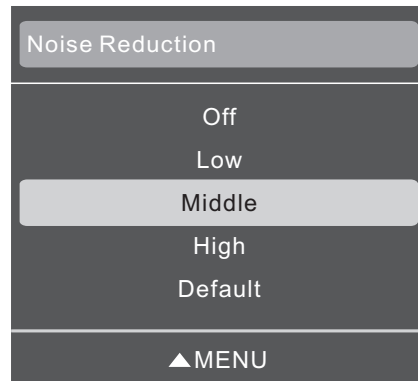 Noise Reduction
Off
Low
Middle
High
Default
▲MENU